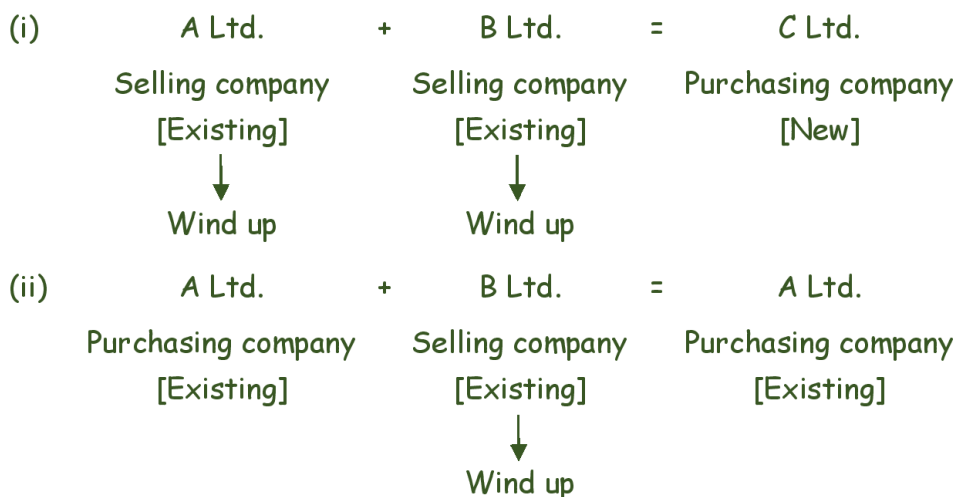 (i) A Ltd. + B Ltd. = C Ltd.
Selling company Selling company Purchasing company
[Existing] [Existing] [New]
Wind up Wind up
(ii) A Ltd. + B Ltd. = A Ltd.
Purchasing company Selling company Purchasing company
[Existing] [Existing] [Existing]
Wind up